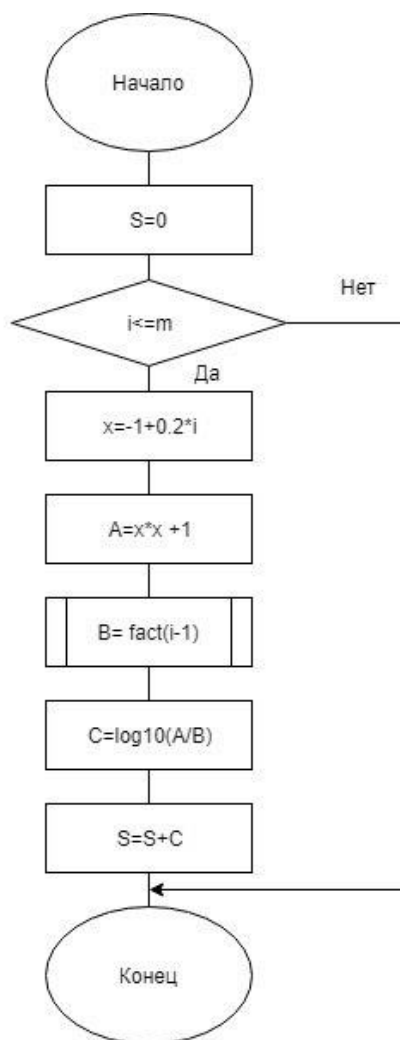 Начало
S=0
i<=m
Нет
Да
x=-1+0.2*i
A=x*x +1
B= fact(i-1)
C=log10(A/B)
S=S+C
Конец